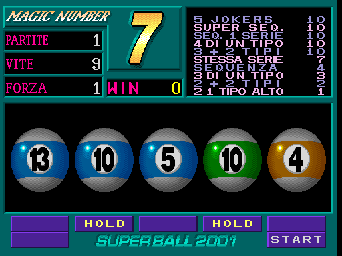 MAGIC NUMBER
PARTITE 1
VITE 9
FORZA 1
7
WIN 0
5 JOKERS 10
SUPER SEQ. 10
SEQ. 1 SERIE 10
4 DI UN TIPO 10
3 + 2 TIPI 10
STESSA SERIE 7
SEQUENZA 4
3 DI UN TIPO 3
2 + 2 TIPI 2
2 1 TIPO ALTO 1
13 10 5 10 4
HOLD HOLD
SUPER BALL 2001 START